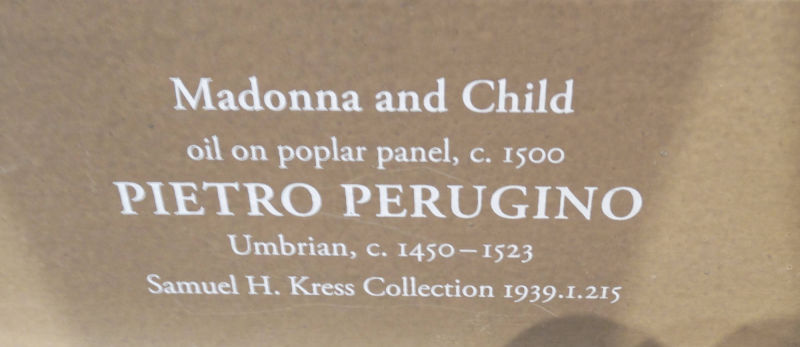 Madonna and Child
oil on poplar panel, c. 1500
PIETRO PERUGINO
Umbrian, c. 1450–1523
Samuel H. Kress Collection 1939.1.215